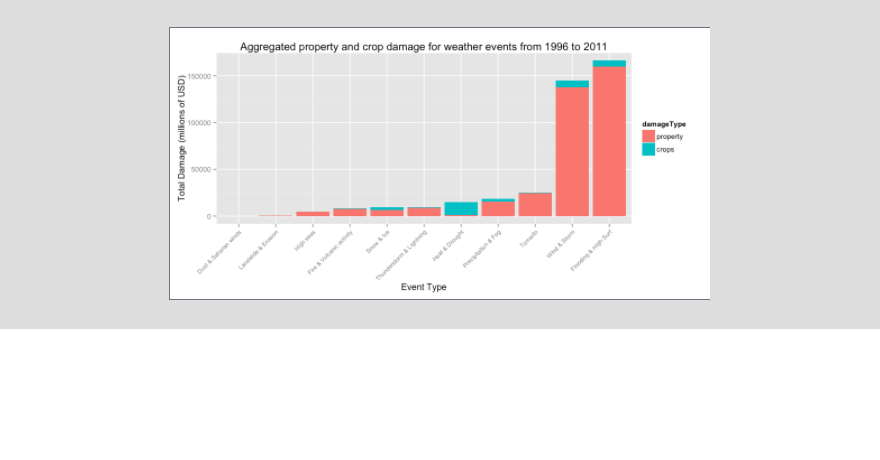 Aggregated property and crop damage for weather events from 1996 to 2011
Total Damage (millions of USD)
150000
100000
50000
0
Dust & Saharan winds
Landslide & Erosion
High seas
Fire & Volcanic activity
Snow & Ice
Thunderstorm & Lightning
Heat & Drought
Precipitation & Fog
Tornado
Wind & Storm
Flooding & High Surf
Event Type
damageType
property
crops